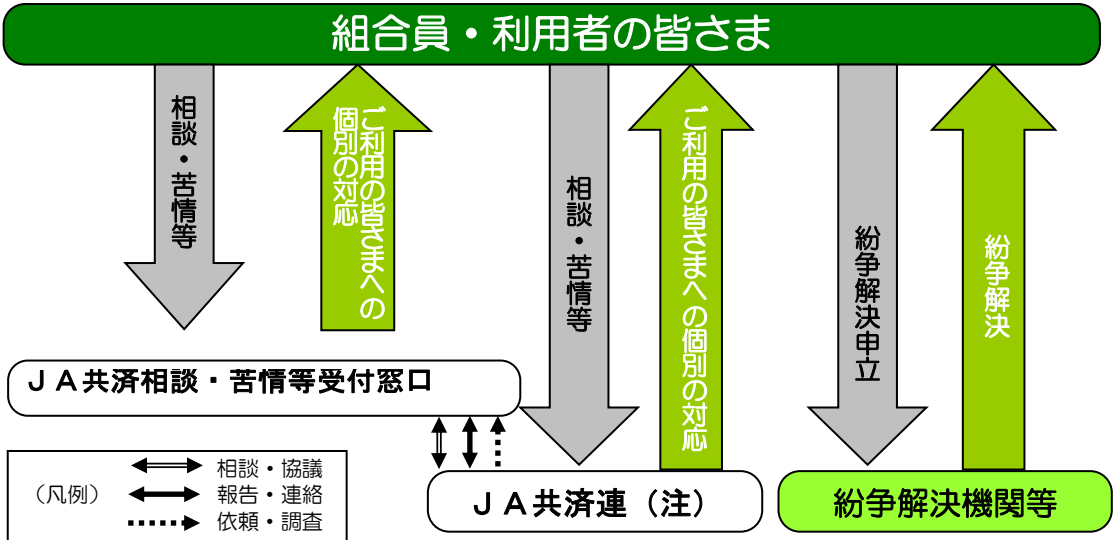 組合員・利用者の皆さま
相談・苦情等
ご利用の皆さまへの
個別の対応
相談・苦情等
ご利用の皆さまへの個別の対応
紛争解決申立
紛争解決
ＪＡ共済相談・苦情等受付窓口
ＪＡ共済連（注）
紛争解決機関等
（凡例）
相談・協議
報告・連絡
依頼・調査